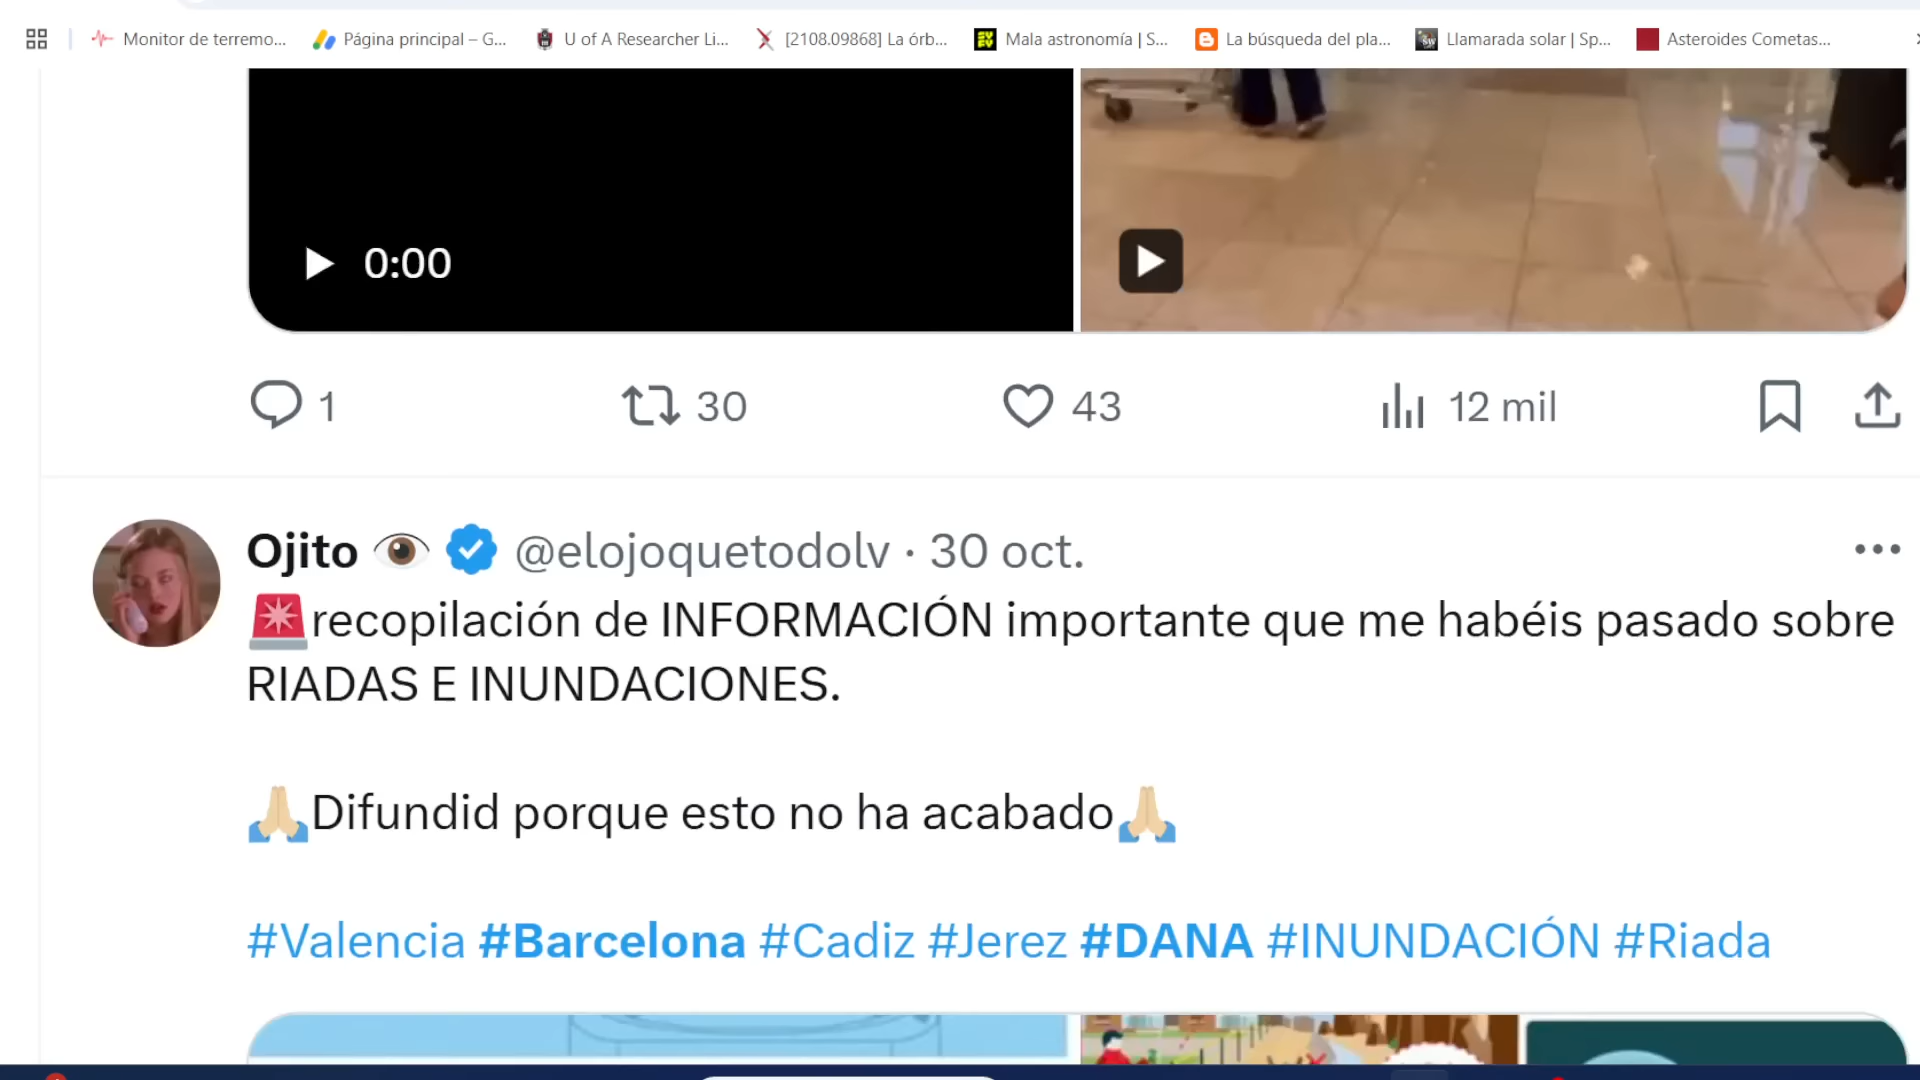 Monitor de terremo... Página principal – G... U of A Researcher Li... [2108.09868] La órb... Mala astronomía | S... La búsqueda del pla... Llamarada solar | Sp... Asteroides Cometas...
0:00
1 30 43 12 mil
Ojito 👁️ @elojoquetodolv · 30 oct.
🚨recopilación de INFORMACIÓN importante que me habéis pasado sobre
RIADAS E INUNDACIONES.
🙏🏼Difundid porque esto no ha acabado🙏🏼
#Valencia #Barcelona #Cadiz #Jerez #DANA #INUNDACIÓN #Riada